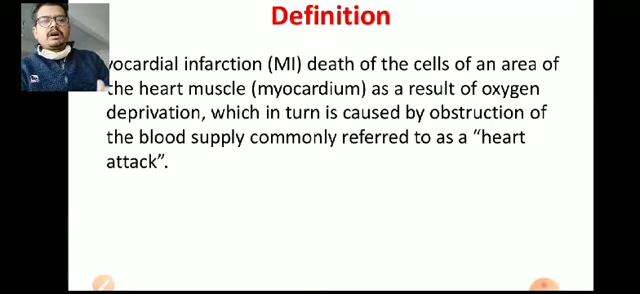 Definition
yocardial infarction (MI) death of the cells of an area of
the heart muscle (myocardium) as a result of oxygen
deprivation, which in turn is caused by obstruction of
the blood supply commonly referred to as a “heart
attack”.